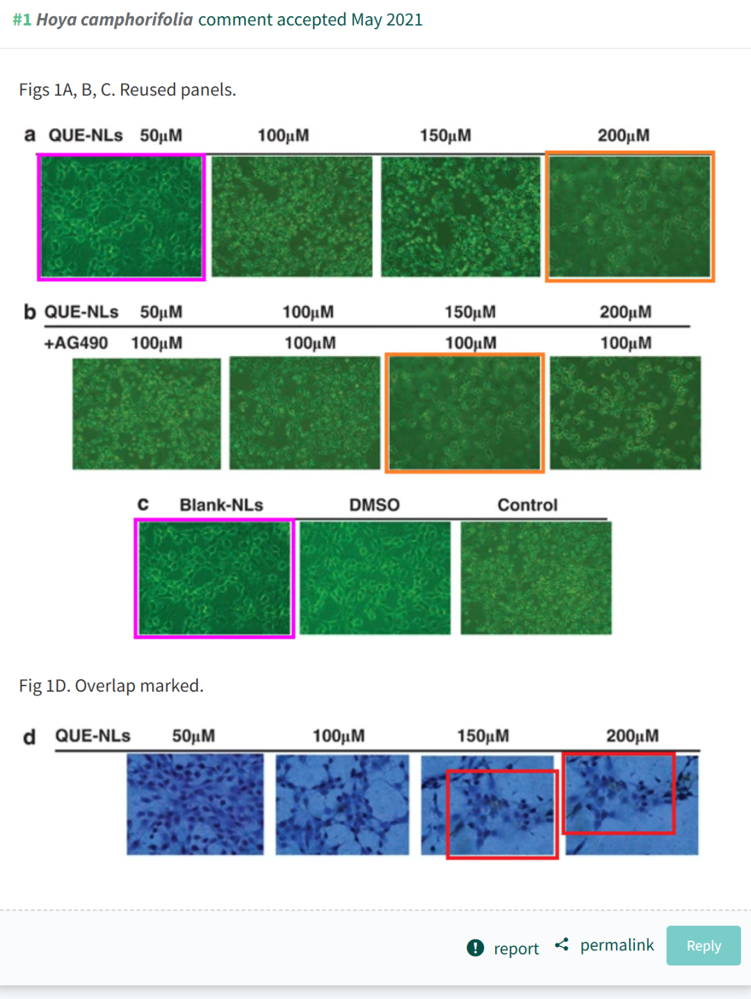 #1 Hoya camphorifolia comment accepted May 2021
Figs 1A, B, C. Reused panels.
a QUE-NLs 50μM 100μM 150μM 200μM
b QUE-NLs 50μM 100μM 150μM 200μM
+AG490 100μM 100μM 100μM 100μM
c Blank-NLs DMSO Control
Fig 1D. Overlap marked.
d QUE-NLs 50μM 100μM 150μM 200μM
report permalink Reply